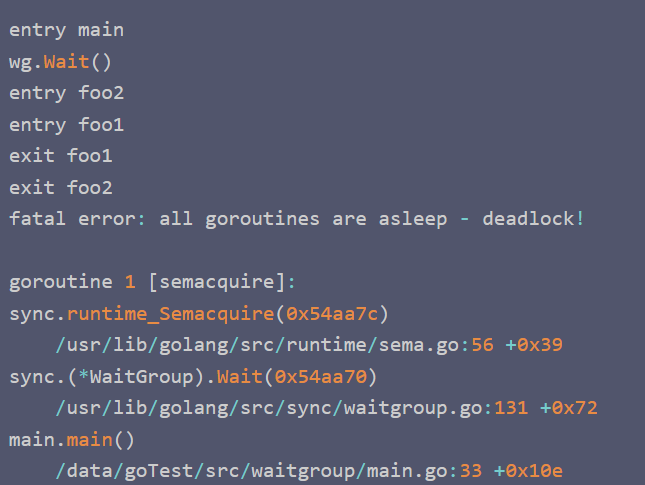 entry main
wg.Wait()
entry foo2
entry foo1
exit foo1
exit foo2
fatal error: all goroutines are asleep - deadlock!
goroutine 1 [semacquire]:
sync.runtime_Semacquire(0x54aa7c)
/usr/lib/golang/src/runtime/sema.go:56 +0x39
sync.(*WaitGroup).Wait(0x54aa70)
/usr/lib/golang/src/sync/waitgroup.go:131 +0x72
main.main()
/data/goTest/src/waitgroup/main.go:33 +0x10e